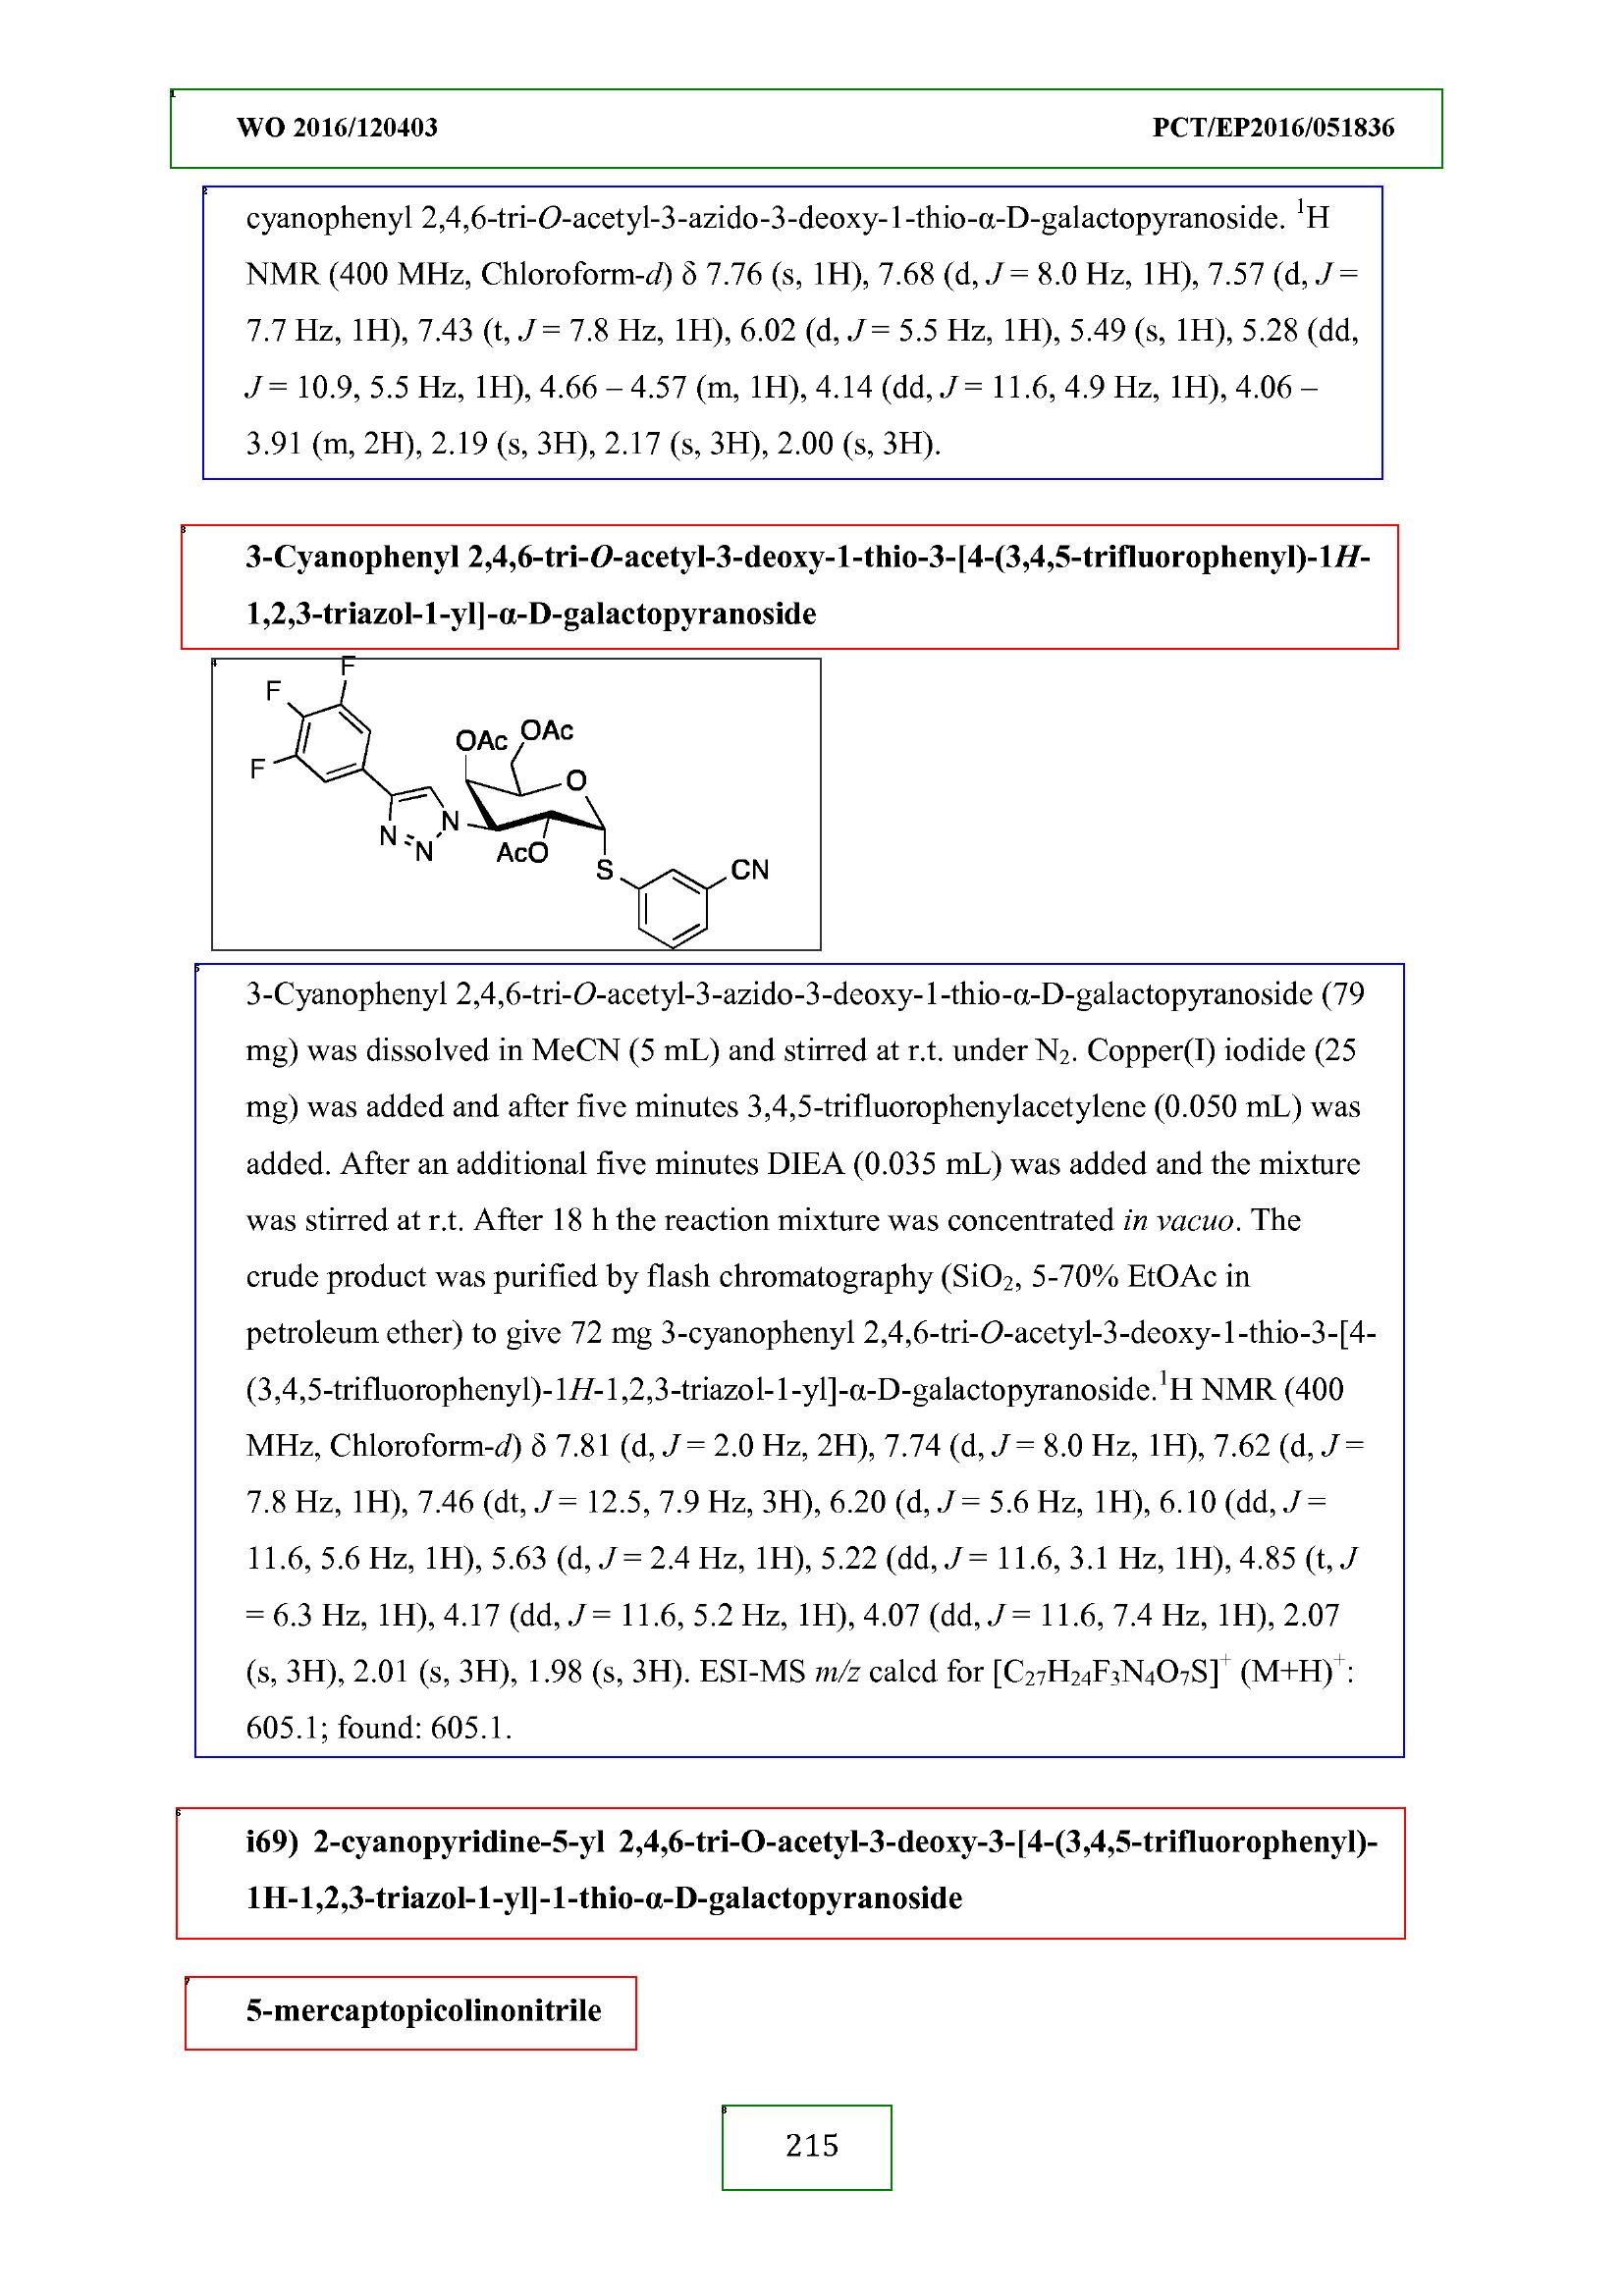 WO 2016/120403 PCT/EP2016/051836
cyanophenyl 2,4,6-tri-O-acetyl-3-azido-3-deoxy-1-thio-α-D-galactopyranoside. ¹H
NMR (400 MHz, Chloroform-d) δ 7.76 (s, 1H), 7.68 (d, J = 8.0 Hz, 1H), 7.57 (d, J =
7.7 Hz, 1H), 7.43 (t, J = 7.8 Hz, 1H), 6.02 (d, J = 5.5 Hz, 1H), 5.49 (s, 1H), 5.28 (dd,
J = 10.9, 5.5 Hz, 1H), 4.66 – 4.57 (m, 1H), 4.14 (dd, J = 11.6, 4.9 Hz, 1H), 4.06 –
3.91 (m, 2H), 2.19 (s, 3H), 2.17 (s, 3H), 2.00 (s, 3H).
3-Cyanophenyl 2,4,6-tri-O-acetyl-3-deoxy-1-thio-3-[4-(3,4,5-trifluorophenyl)-1H-
1,2,3-triazol-1-yl]-α-D-galactopyranoside
F
F
F
OAc
OAc
O
N
N
N
AcO
S
CN
3-Cyanophenyl 2,4,6-tri-O-acetyl-3-azido-3-deoxy-1-thio-α-D-galactopyranoside (79
mg) was dissolved in MeCN (5 mL) and stirred at r.t. under N₂. Copper(I) iodide (25
mg) was added and after five minutes 3,4,5-trifluorophenylacetylene (0.050 mL) was
added. After an additional five minutes DIEA (0.035 mL) was added and the mixture
was stirred at r.t. After 18 h the reaction mixture was concentrated in vacuo. The
crude product was purified by flash chromatography (SiO₂, 5-70% EtOAc in
petroleum ether) to give 72 mg 3-cyanophenyl 2,4,6-tri-O-acetyl-3-deoxy-1-thio-3-[4-
(3,4,5-trifluorophenyl)-1H-1,2,3-triazol-1-yl]-α-D-galactopyranoside.¹H NMR (400
MHz, Chloroform-d) δ 7.81 (d, J = 2.0 Hz, 2H), 7.74 (d, J = 8.0 Hz, 1H), 7.62 (d, J =
7.8 Hz, 1H), 7.46 (dt, J = 12.5, 7.9 Hz, 3H), 6.20 (d, J = 5.6 Hz, 1H), 6.10 (dd, J =
11.6, 5.6 Hz, 1H), 5.63 (d, J = 2.4 Hz, 1H), 5.22 (dd, J = 11.6, 3.1 Hz, 1H), 4.85 (t, J
= 6.3 Hz, 1H), 4.17 (dd, J = 11.6, 5.2 Hz, 1H), 4.07 (dd, J = 11.6, 7.4 Hz, 1H), 2.07
(s, 3H), 2.01 (s, 3H), 1.98 (s, 3H). ESI-MS m/z calcd for [C₂₇H₂₄F₃N₄O₇S]⁺ (M+H)⁺:
605.1; found: 605.1.
i69) 2-cyanopyridine-5-yl 2,4,6-tri-O-acetyl-3-deoxy-3-[4-(3,4,5-trifluorophenyl)-
1H-1,2,3-triazol-1-yl]-1-thio-α-D-galactopyranoside
5-mercaptopicolinonitrile
215